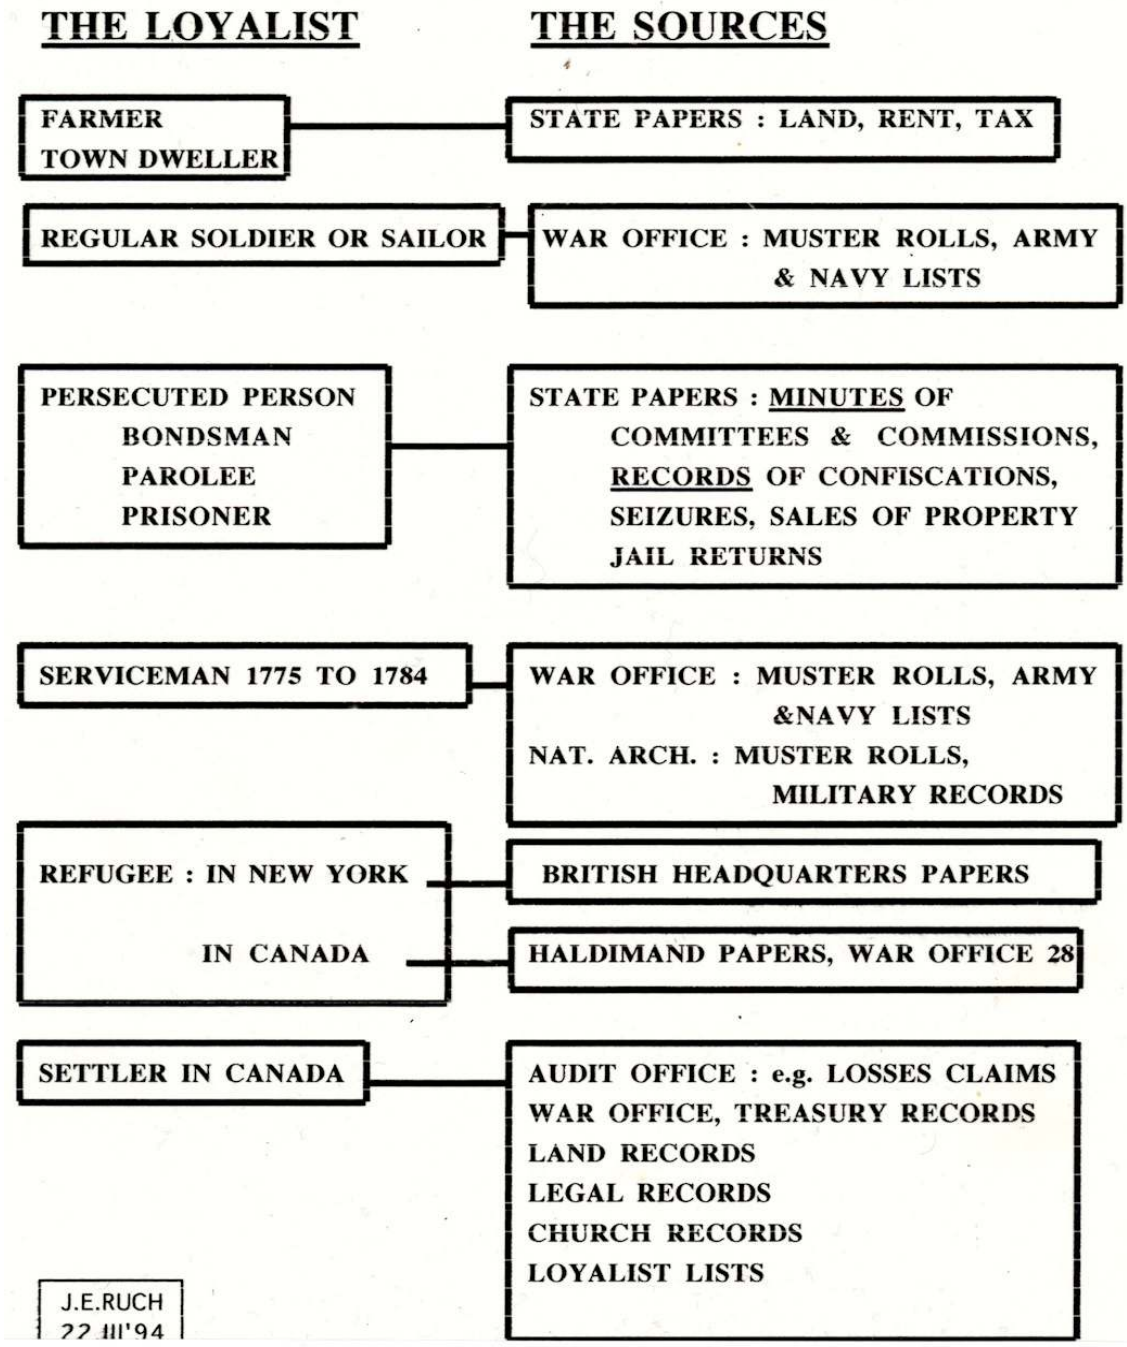 THE LOYALIST
THE SOURCES
FARMER
TOWN DWELLER
STATE PAPERS : LAND, RENT, TAX
REGULAR SOLDIER OR SAILOR
WAR OFFICE : MUSTER ROLLS, ARMY
& NAVY LISTS
PERSECUTED PERSON
BONDSMAN
PAROLEE
PRISONER
STATE PAPERS : MINUTES OF
COMMITTEES & COMMISSIONS,
RECORDS OF CONFISCATIONS,
SEIZURES, SALES OF PROPERTY
JAIL RETURNS
SERVICEMAN 1775 TO 1784
WAR OFFICE : MUSTER ROLLS, ARMY
&NAVY LISTS
NAT. ARCH. : MUSTER ROLLS,
MILITARY RECORDS
REFUGEE : IN NEW YORK
BRITISH HEADQUARTERS PAPERS
IN CANADA
HALDIMAND PAPERS, WAR OFFICE 28
SETTLER IN CANADA
AUDIT OFFICE : e.g. LOSSES CLAIMS
WAR OFFICE, TREASURY RECORDS
LAND RECORDS
LEGAL RECORDS
CHURCH RECORDS
LOYALIST LISTS
J.E.RUCH
22 III'94